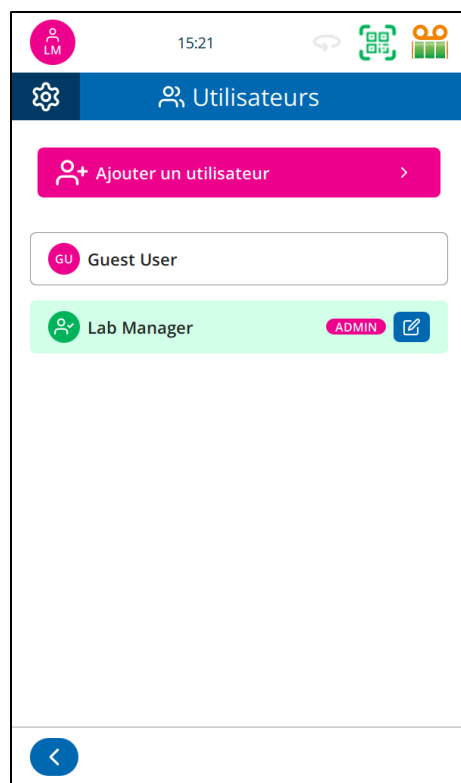 LM
15:21
Utilisateurs
Ajouter un utilisateur
GU Guest User
Lab Manager ADMIN